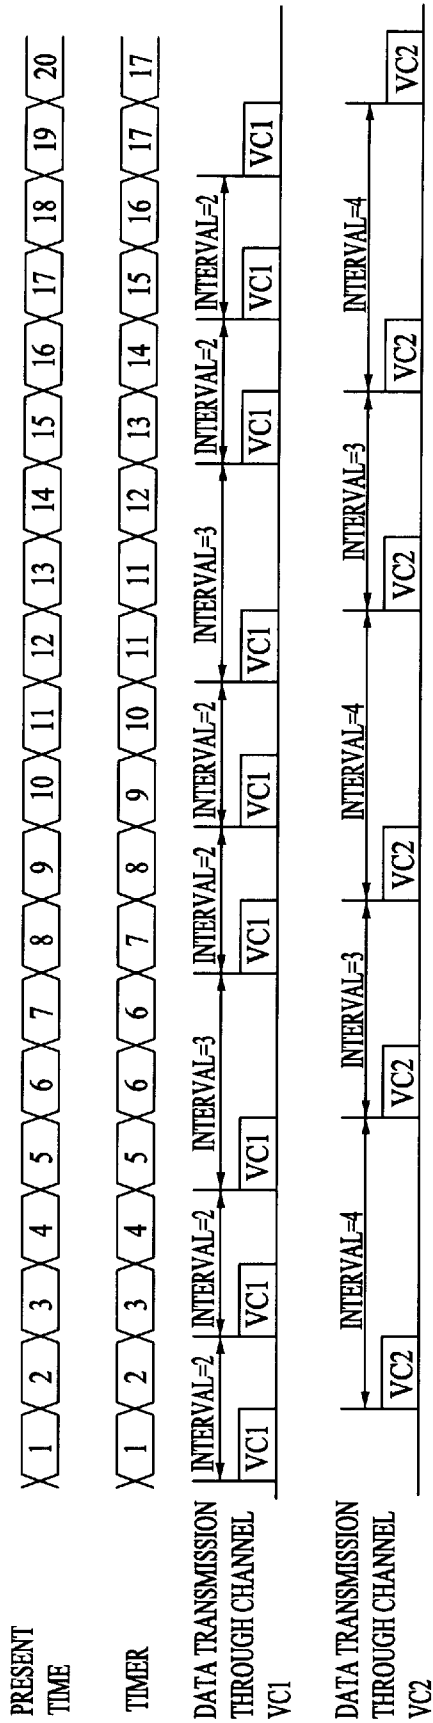 PRESENT
TIME
1 2 3 4 5 6 7 8 9 10 11 12 13 14 15 16 17 18 19 20
TIMER
1 2 3 4 5 6 6 7 8 9 10 11 11 12 13 14 15 16 17 17
DATA TRANSMISSION
THROUGH CHANNEL
VC1
INTERVAL=2 INTERVAL=2 INTERVAL=3 INTERVAL=2 INTERVAL=2 INTERVAL=3 INTERVAL=2 INTERVAL=2
VC1 VC1 VC1 VC1 VC1 VC1 VC1 VC1 VC1
DATA TRANSMISSION
THROUGH CHANNEL
VC2
INTERVAL=4 INTERVAL=3 INTERVAL=4 INTERVAL=3 INTERVAL=4
VC2 VC2 VC2 VC2 VC2 VC2